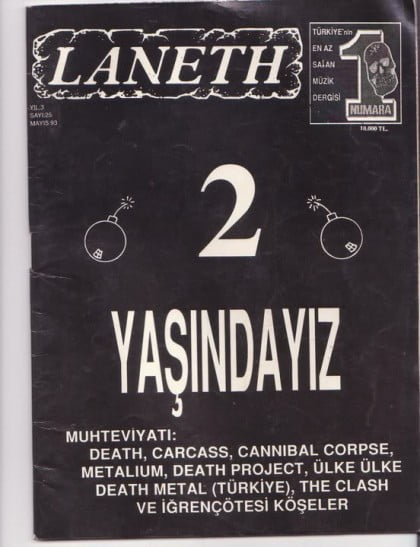 LANETH
TÜRKİYE'nin
EN AZ
SATAN
MÜZİK
DERGİSİ
1
NUMARA
10.000 TL.
YIL:3
SAYI:25
MAYIS 93
2
YAŞINDAYIZ
MUHTEVİYATI:
DEATH, CARCASS, CANNIBAL CORPSE,
METALIUM, DEATH PROJECT, ÜLKE ÜLKE
DEATH METAL (TÜRKİYE), THE CLASH
VE İĞRENÇÖTESİ KÖŞELER